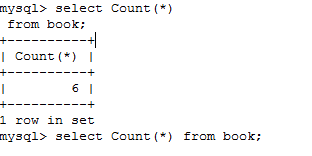 mysql> select Count(*)
 from book;
+----------+
| Count(*) |
+----------+
|        6 |
+----------+
1 row in set
mysql> select Count(*) from book;